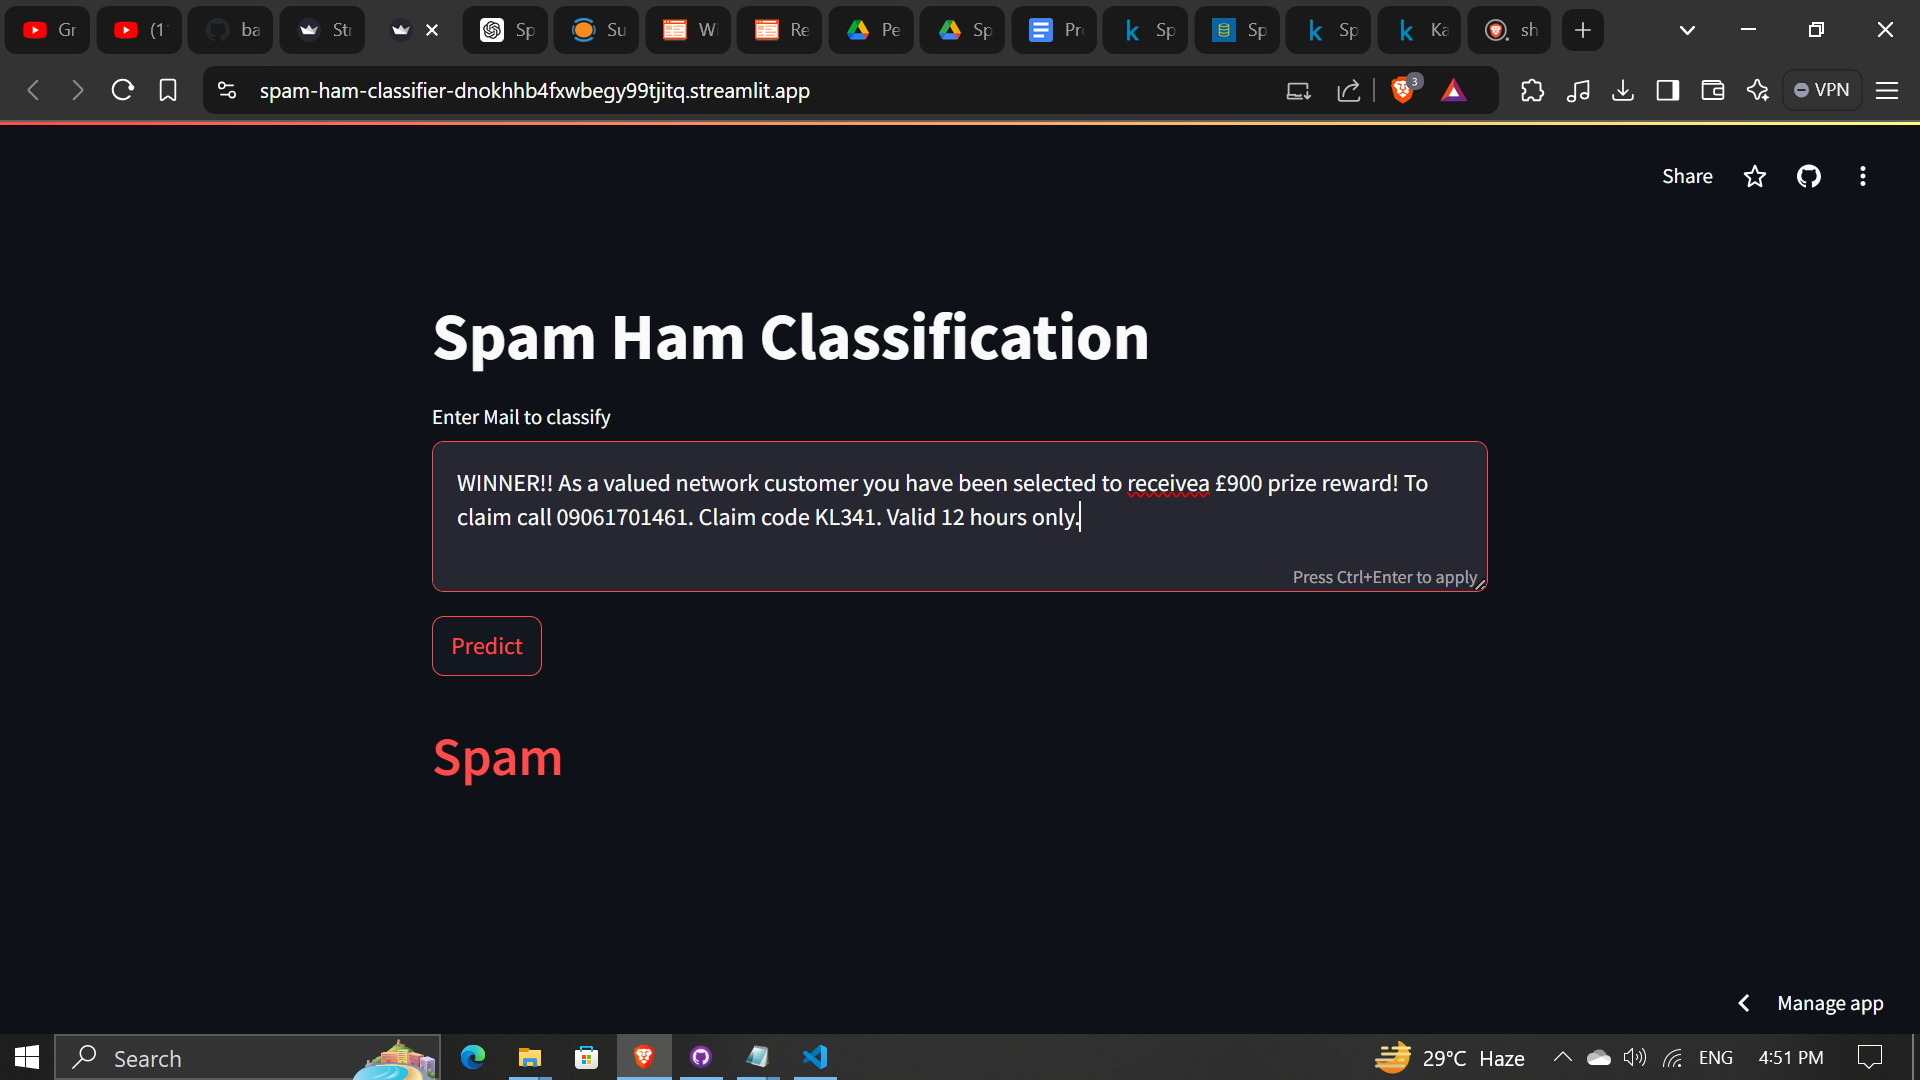 Gr
(1
ba
Str
Sp
Su
Wi
Re
Pe
Sp
Pro
Sp
Sp
Sp
Ka
sh
spam-ham-classifier-dnokhhb4fxwbegy99tjitq.streamlit.app
3
VPN
Share
Spam Ham Classification
Enter Mail to classify
WINNER!! As a valued network customer you have been selected to receivea £900 prize reward! To
claim call 09061701461. Claim code KL341. Valid 12 hours only.
Press Ctrl+Enter to apply
Predict
Spam
Manage app
Search
29°C Haze
ENG
4:51 PM